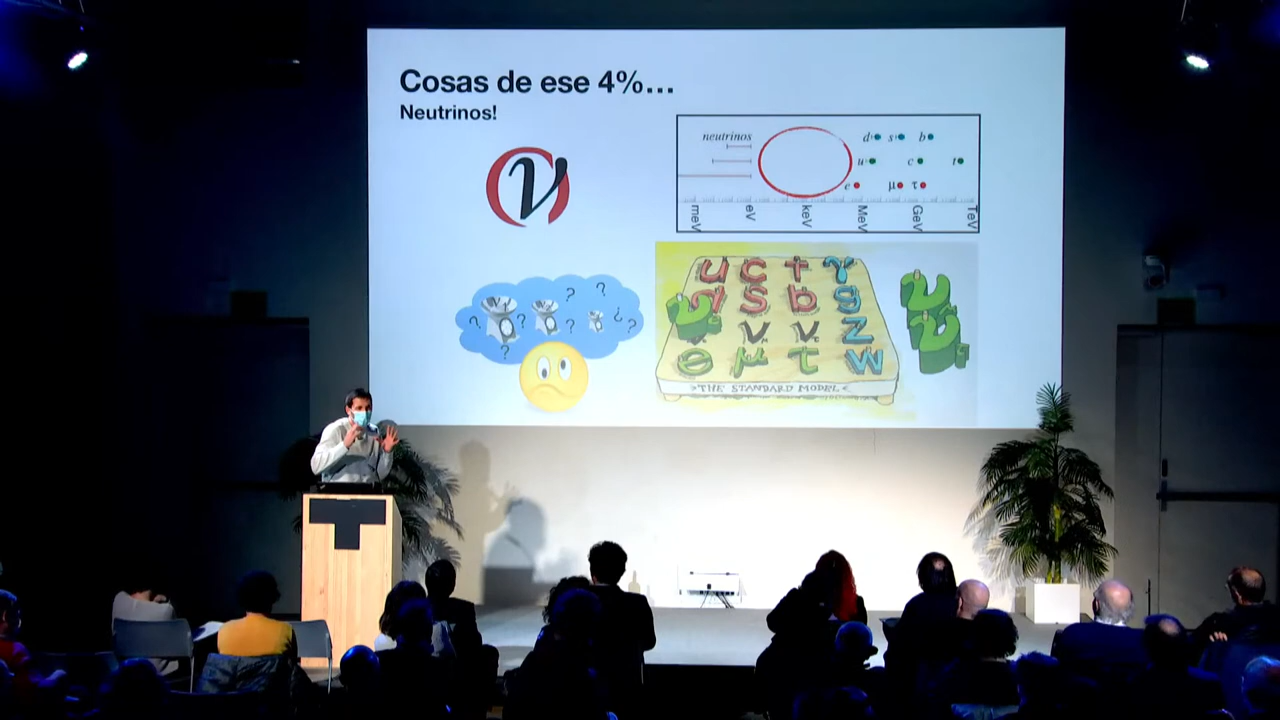 Cosas de ese 4%...
Neutrinos!
ν
neutrinos
d s b
u c t
e μ τ
meV eV keV MeV GeV TeV
? ? ? ? ? ¿ ? ?
u c t γ
d s b g
ν ν ν Z
e μ τ W
>THE STANDARD MODEL<
ν
ν